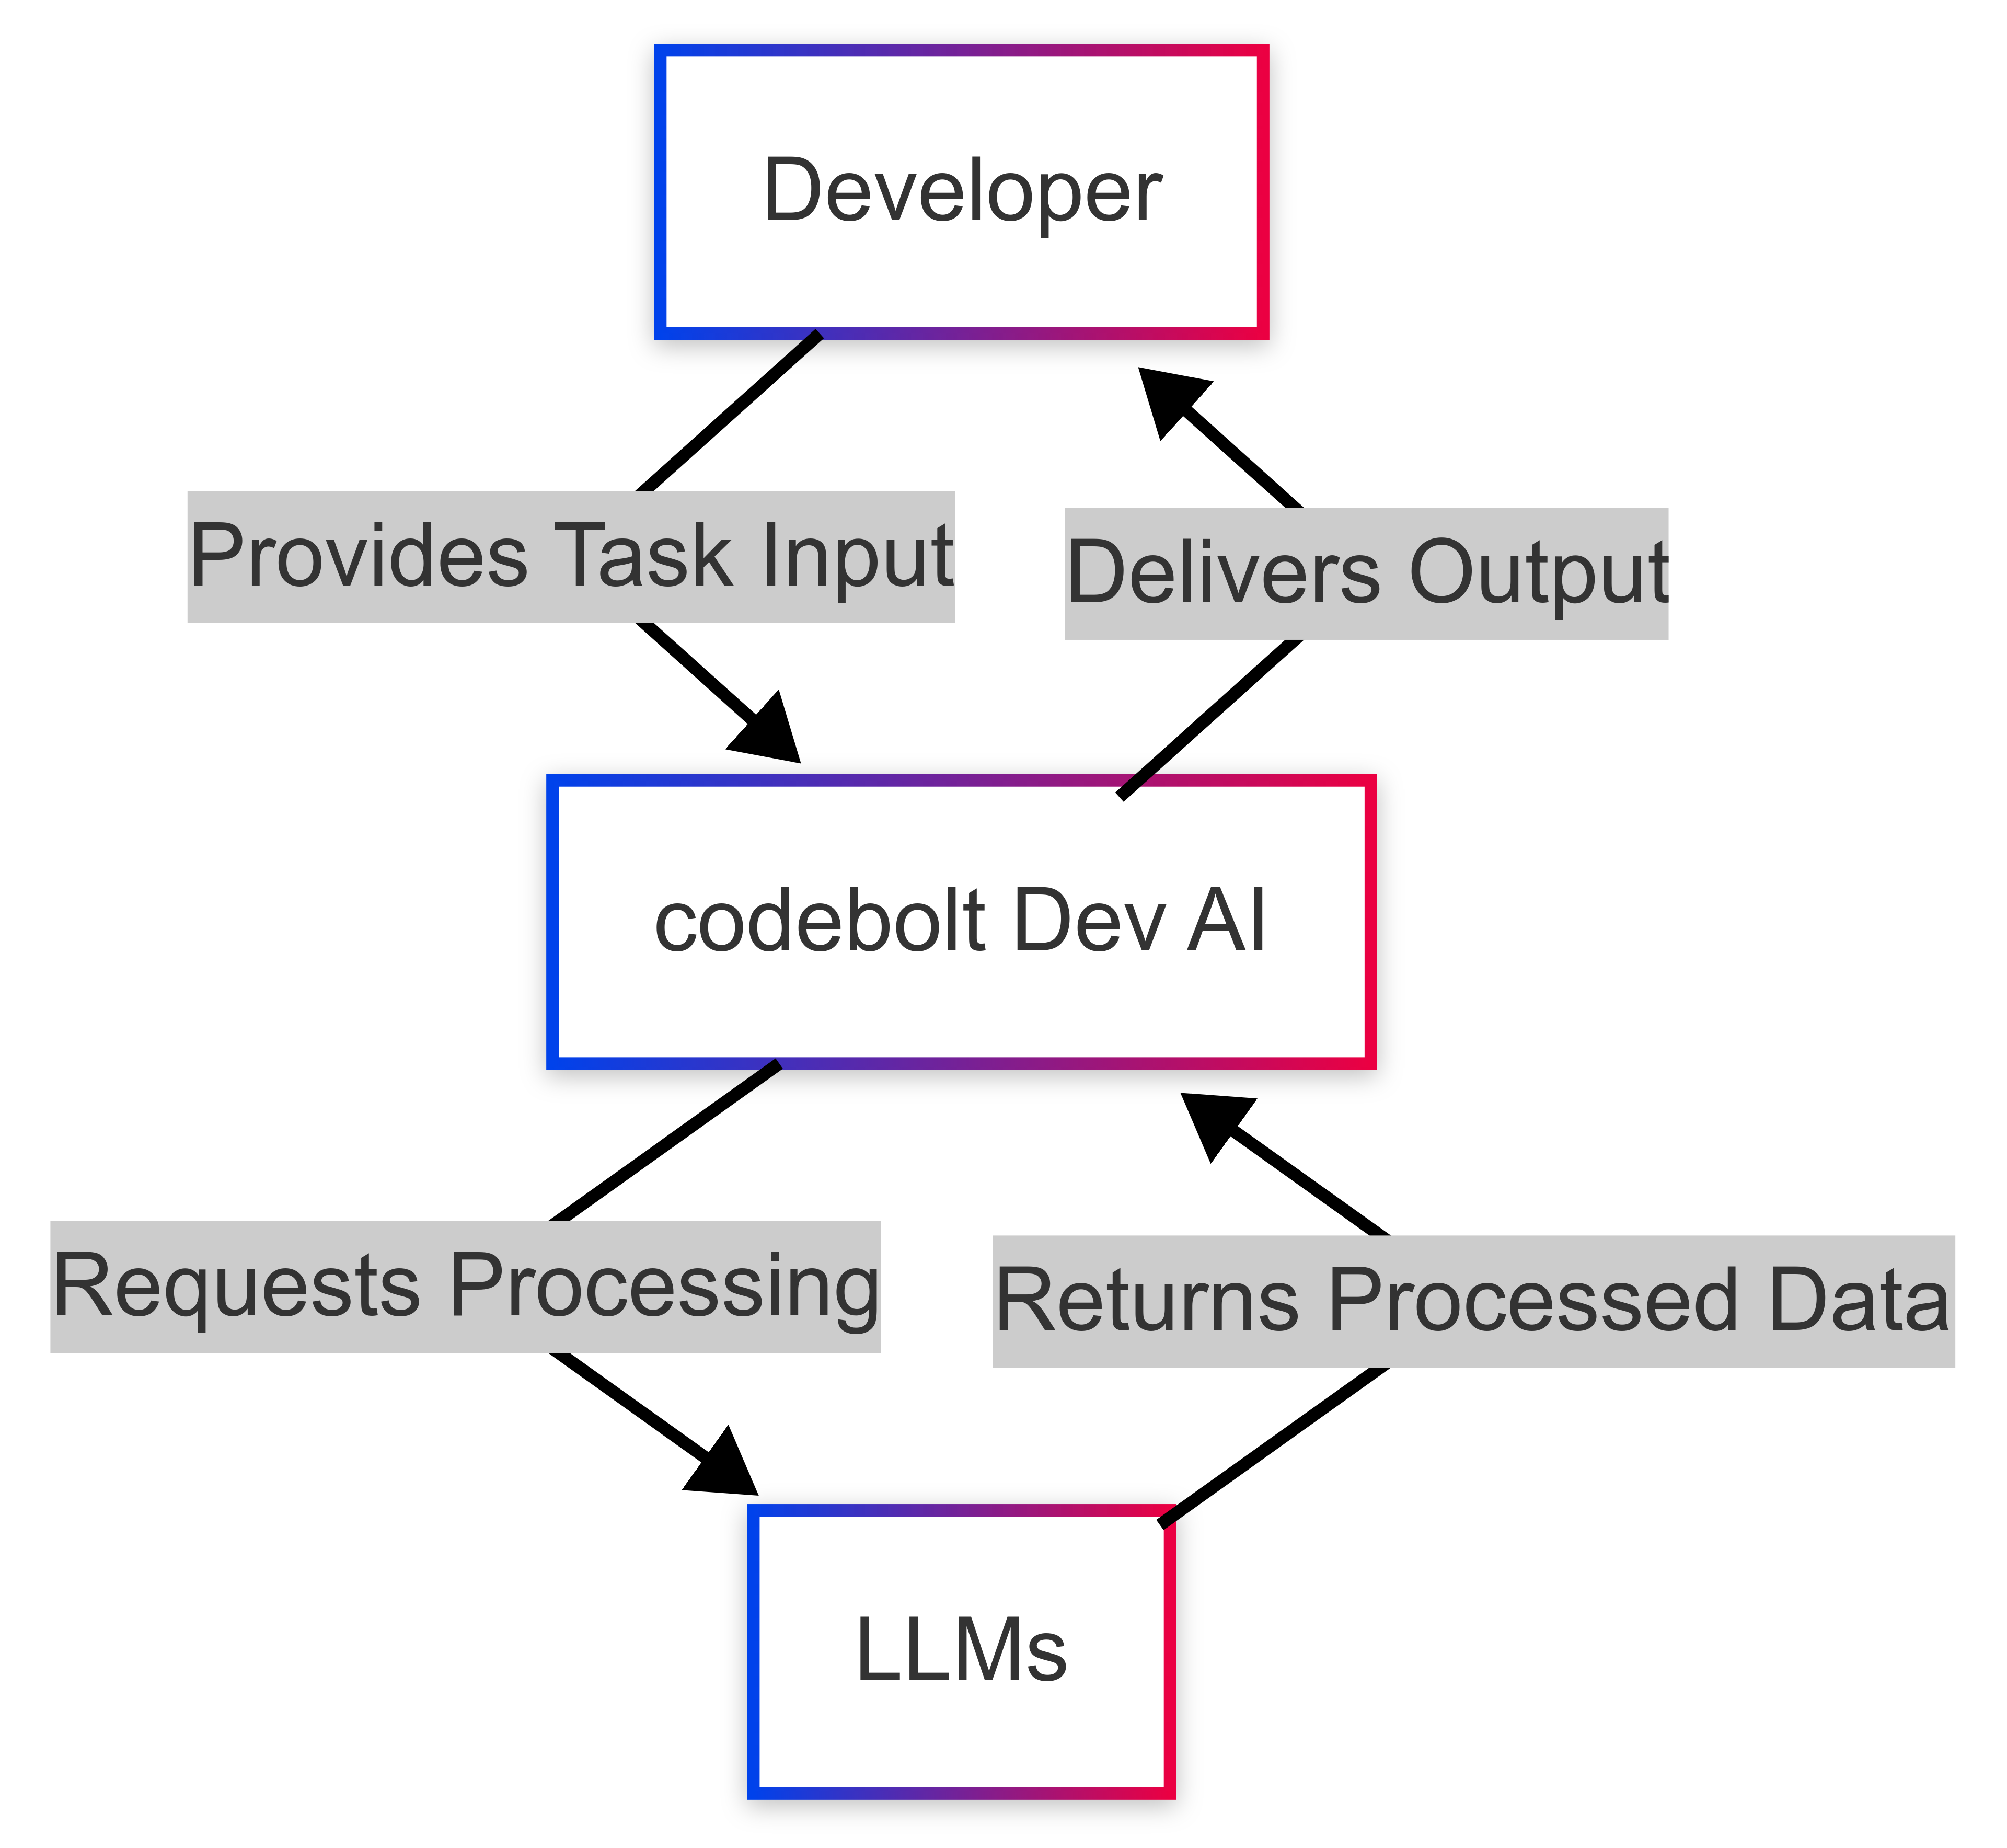 Developer
Provides Task Input
Delivers Output
codebolt Dev AI
Requests Processing
Returns Processed Data
LLMs